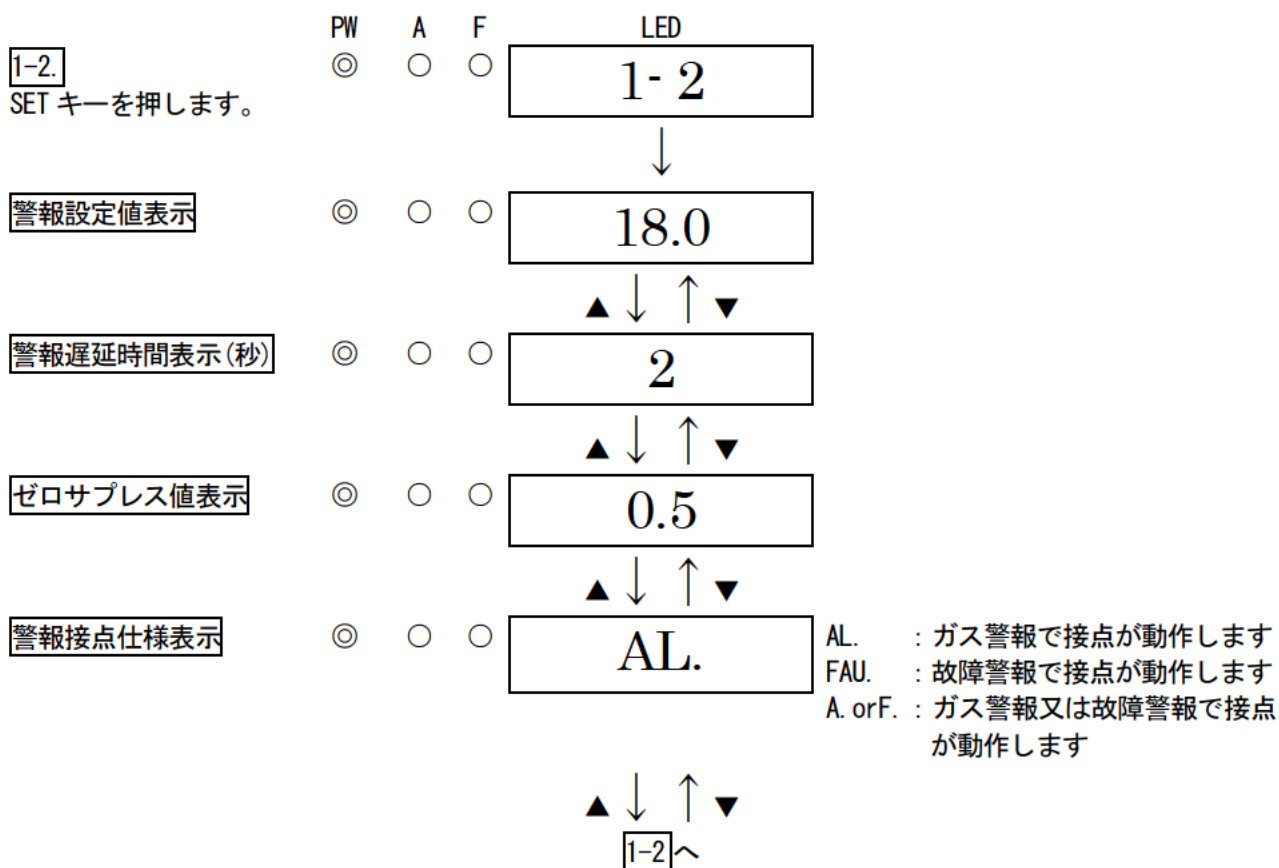 PW A F LED
1-2. ◎ ○ ○ 1- 2
SET キーを押します。
↓
警報設定値表示 ◎ ○ ○ 18.0
▲ ↓ ↑ ▼
警報遅延時間表示(秒) ◎ ○ ○ 2
▲ ↓ ↑ ▼
ゼロサプレス値表示 ◎ ○ ○ 0.5
▲ ↓ ↑ ▼
警報接点仕様表示 ◎ ○ ○ AL.
AL. :ガス警報で接点が動作します
FAU. :故障警報で接点が動作します
A.orF. :ガス警報又は故障警報で接点
が動作します
▲ ↓ ↑ ▼
1-2へ